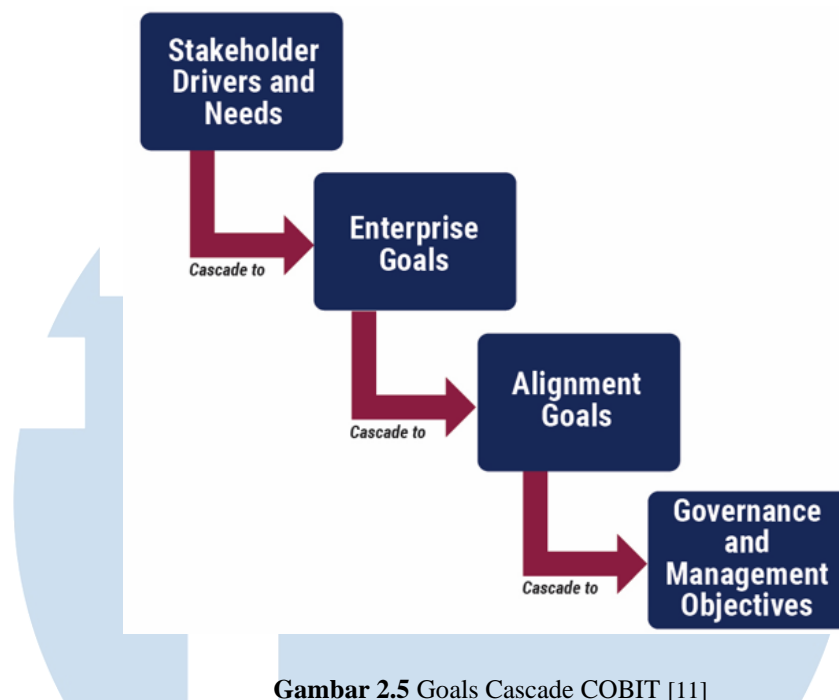 Stakeholder
Drivers and
Needs
Cascade to
Enterprise
Goals
Cascade to
Alignment
Goals
Cascade to
Governance
and
Management
Objectives
Gambar 2.5 Goals Cascade COBIT [11]